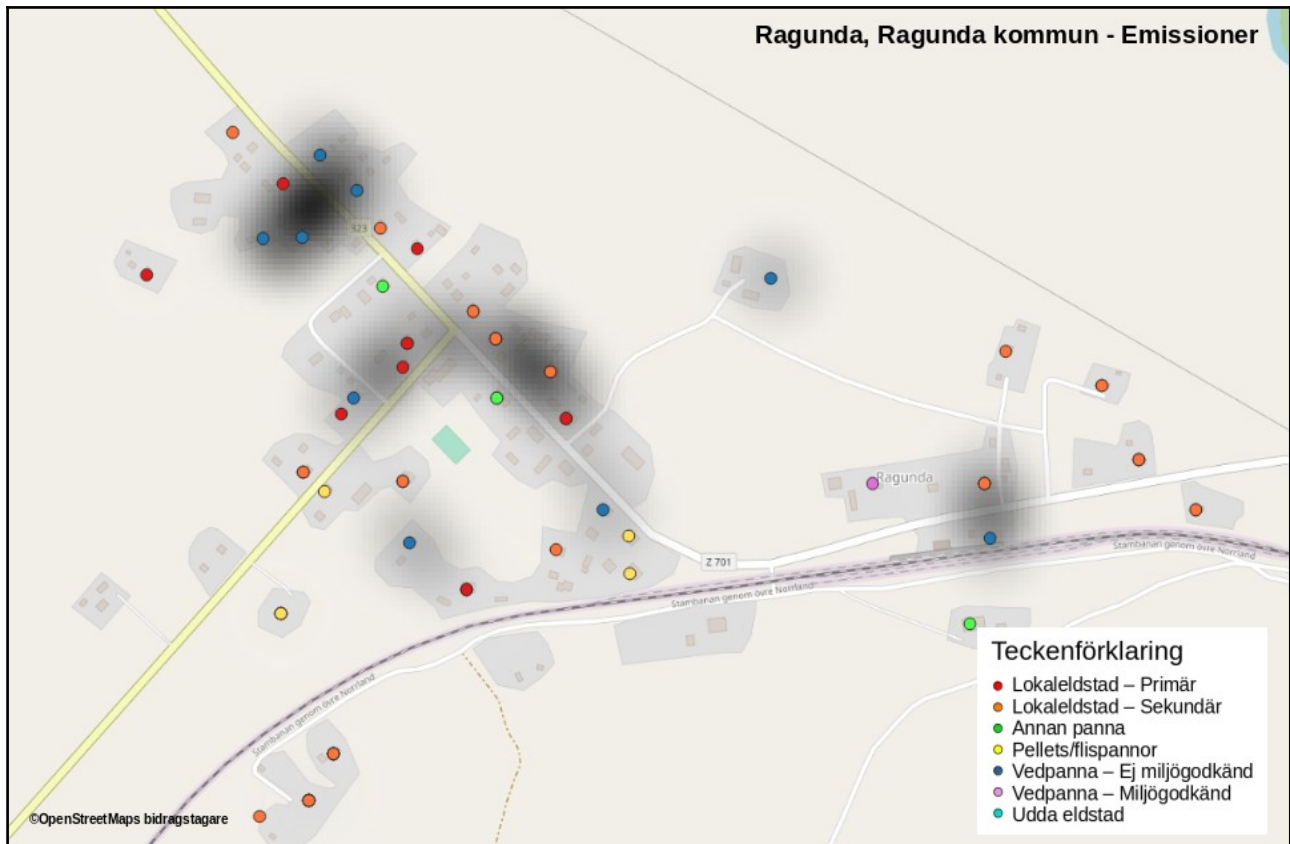 Ragunda, Ragunda kommun - Emissioner
323
Ragunda
Z 701
Stambanan genom övre Norrland
Stambanan genom övre Norrland
Stambanan genom övre Norrland
Teckenförklaring
Lokaleldstad – Primär
Lokaleldstad – Sekundär
Annan panna
Pellets/flispannor
Vedpanna – Ej miljögodkänd
Vedpanna – Miljögodkänd
Udda eldstad
©OpenStreetMaps bidragstagare